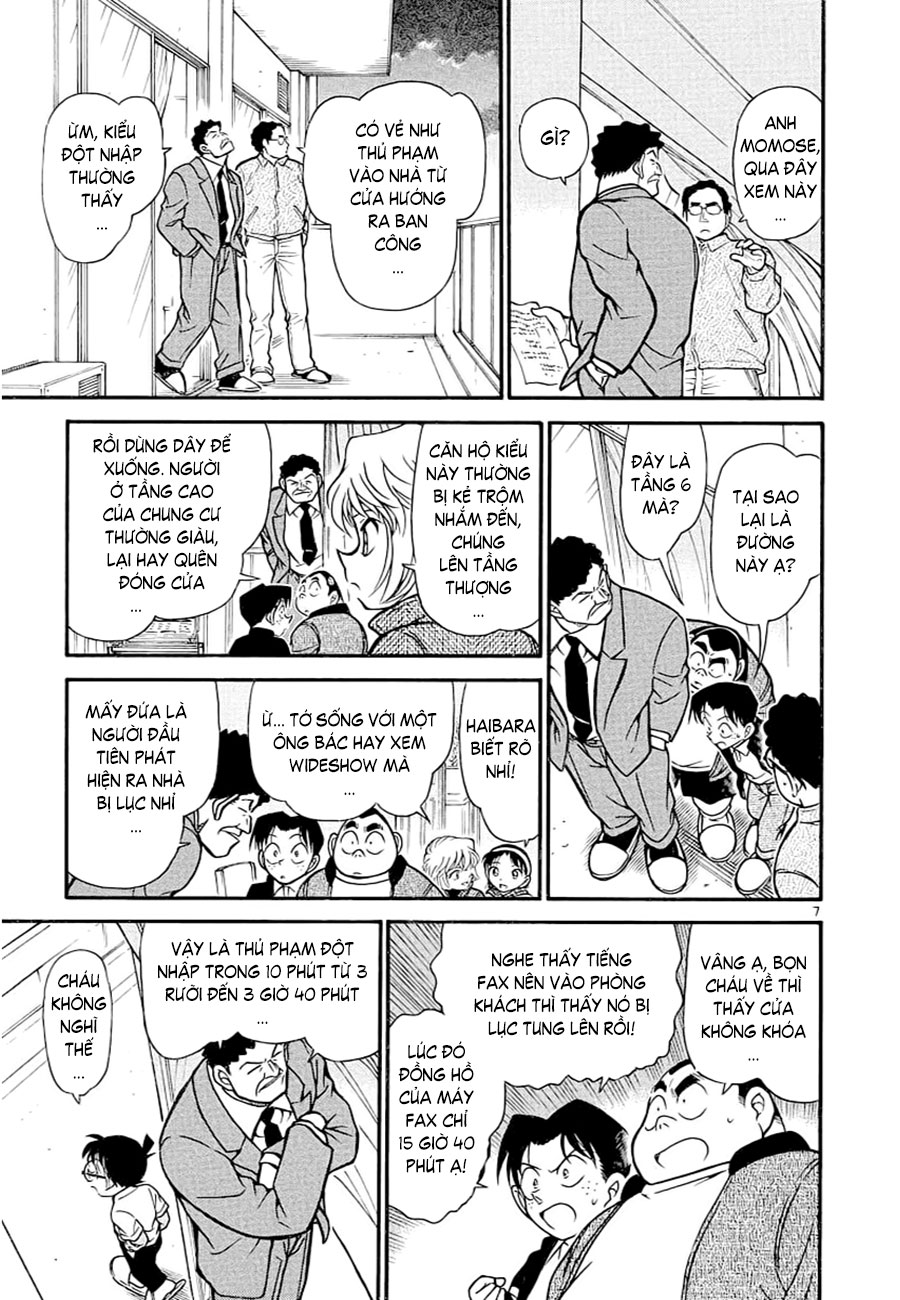 ANH
MOMOSE,
QUA ĐÂY
XEM NÀY
...
GÌ?
CÓ VẺ NHƯ
THỦ PHẠM
VÀO NHÀ TỪ
CỬA HƯỚNG
RA BAN
CÔNG
...
ỪM, KIỂU
ĐỘT NHẬP
THƯỜNG
THẤY
...
TẠI SAO
LẠI LÀ
ĐƯỜNG
NÀY Ạ?
ĐÂY LÀ
TẦNG 6
MÀ?
CĂN HỘ KIỂU
NÀY THƯỜNG
BỊ KẺ TRỘM
NHẮM ĐẾN,
CHÚNG
LÊN TẦNG
THƯỢNG
...
RỒI DÙNG DÂY ĐỂ
XUỐNG. NGƯỜI
Ở TẦNG CAO
CỦA CHUNG CƯ
THƯỜNG GIÀU,
LẠI HAY QUÊN
ĐÓNG CỬA
...
HAIBARA
BIẾT RÕ
NHỈ!
Ừ... TỚ SỐNG VỚI MỘT
ÔNG BÁC HAY XEM
WIDESHOW MÀ
...
MẤY ĐỨA LÀ
NGƯỜI ĐẦU
TIÊN PHÁT
HIỆN RA NHÀ
BỊ LỤC NHỈ
...
7
VÂNG Ạ, BỌN
CHÁU VỀ THÌ
THẤY CỬA
KHÔNG KHÓA
...
NGHE THẤY TIẾNG
FAX NÊN VÀO PHÒNG
KHÁCH THÌ THẤY NÓ BỊ
LỤC TUNG LÊN RỒI!
LÚC ĐÓ
ĐỒNG HỒ
CỦA MÁY
FAX CHỈ
15 GIỜ 40
PHÚT Ạ!
VẬY LÀ THỦ PHẠM ĐỘT
NHẬP TRONG 10 PHÚT TỪ 3
RƯỠI ĐẾN 3 GIỜ 40 PHÚT
...
CHÁU
KHÔNG
NGHĨ
THẾ